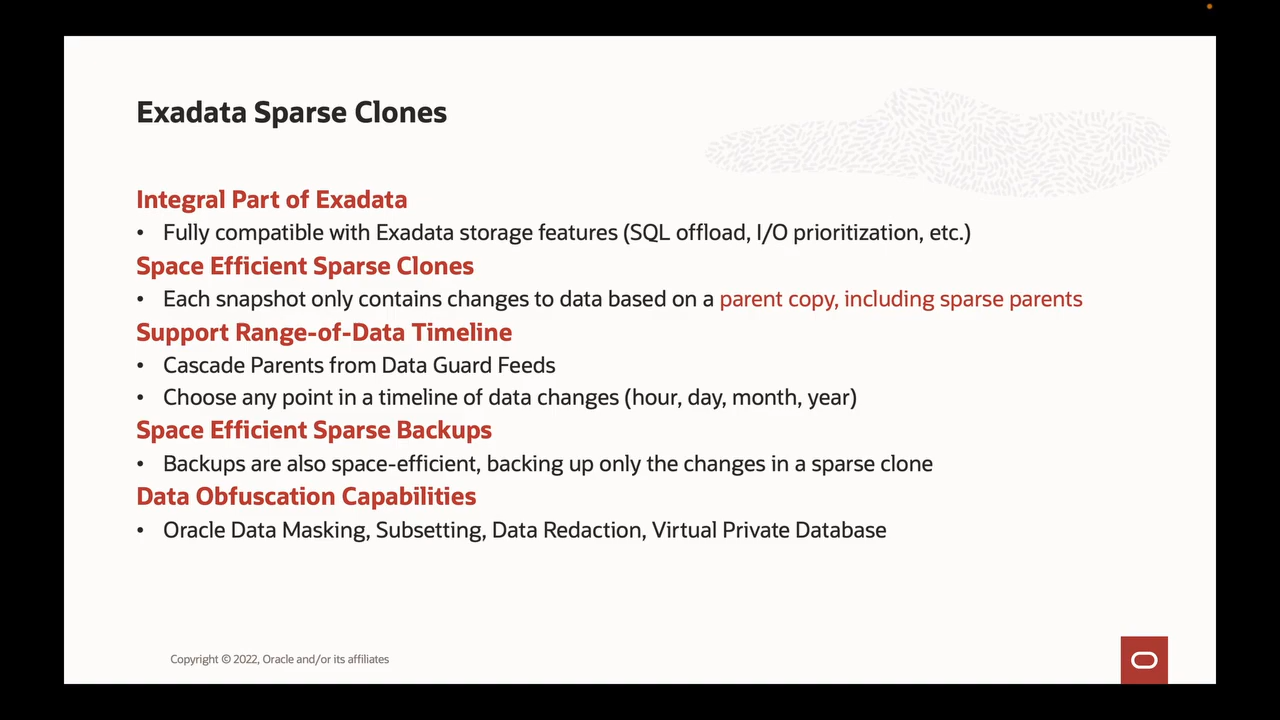 Exadata Sparse Clones
Integral Part of Exadata
• Fully compatible with Exadata storage features (SQL offload, I/O prioritization, etc.)
Space Efficient Sparse Clones
• Each snapshot only contains changes to data based on a parent copy, including sparse parents
Support Range-of-Data Timeline
• Cascade Parents from Data Guard Feeds
• Choose any point in a timeline of data changes (hour, day, month, year)
Space Efficient Sparse Backups
• Backups are also space-efficient, backing up only the changes in a sparse clone
Data Obfuscation Capabilities
• Oracle Data Masking, Subsetting, Data Redaction, Virtual Private Database
Copyright © 2022, Oracle and/or its affiliates